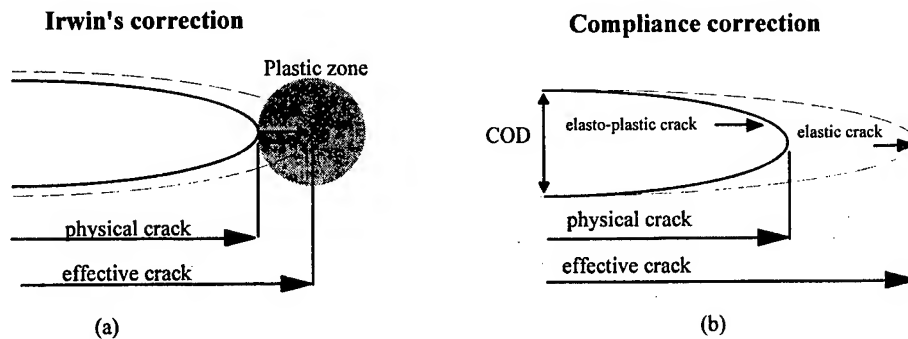 Irwin's correction
Plastic zone
physical crack
effective crack
(a)
Compliance correction
COD
elasto-plastic crack
elastic crack
physical crack
effective crack
(b)